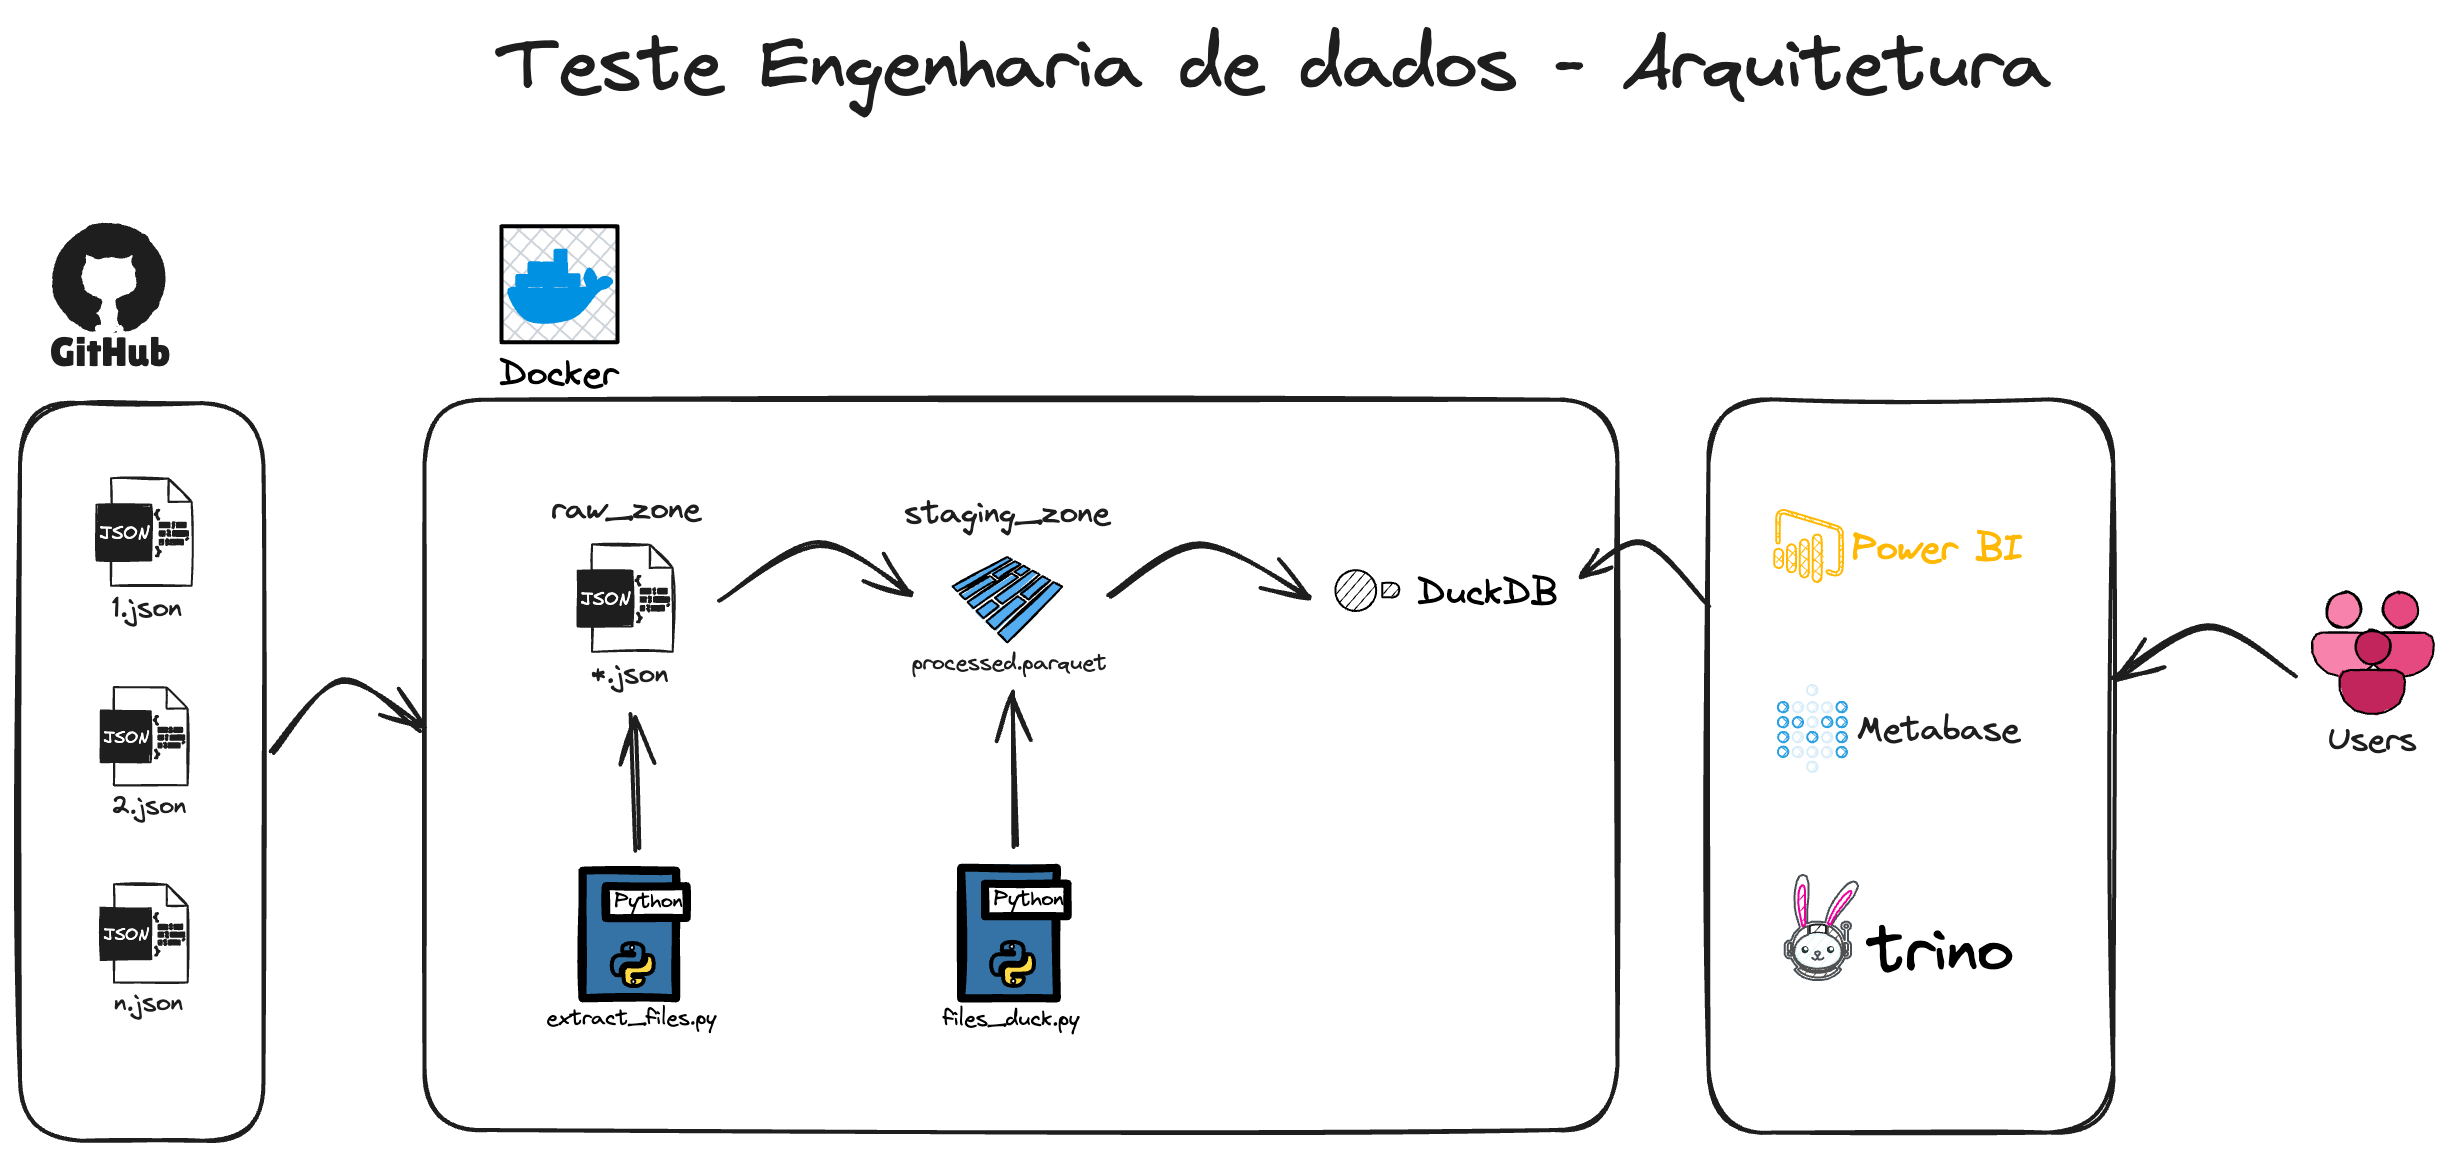 Teste Engenharia de dados - Arquitetura
GitHub
JSON
1.json
JSON
2.json
JSON
n.json
Docker
raw_zone
JSON
*.json
Python
extract_files.py
staging_zone
processed.parquet
Python
files_duck.py
DuckDB
Power BI
Metabase
trino
Users